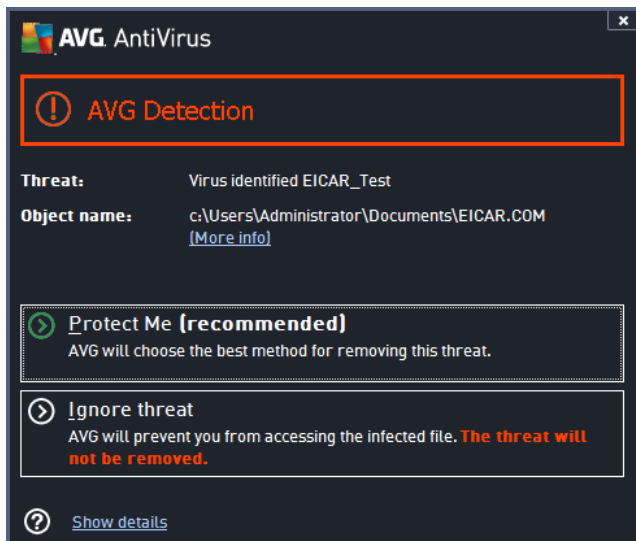 AVG. AntiVirus
x
AVG Detection
Threat: Virus identified EICAR_Test
Object name: c:\Users\Administrator\Documents\EICAR.COM
(More info)
Protect Me (recommended)
AVG will choose the best method for removing this threat.
Ignore threat
AVG will prevent you from accessing the infected file. The threat will
not be removed.
Show details